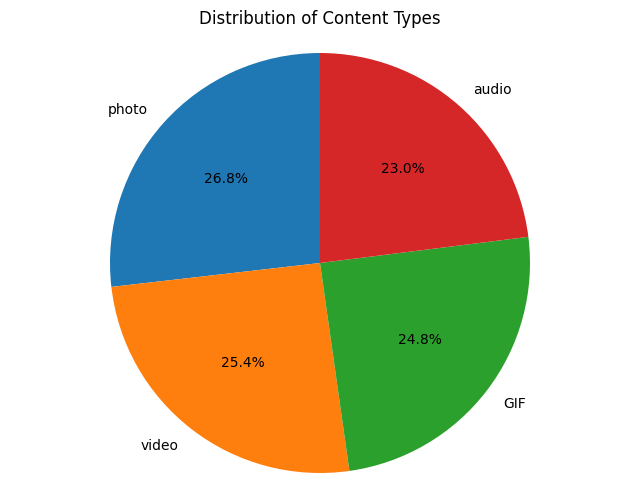 Distribution of Content Types
audio
photo
23.0%
26.8%
24.8%
25.4%
GIF
video